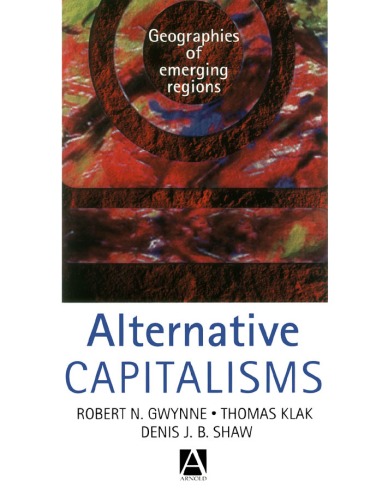 Geographies
of
emerging
regions
Alternative
CAPITALISMS
ROBERT N. GWYNNE • THOMAS KLAK
DENIS J. B. SHAW
A
ARNOLD